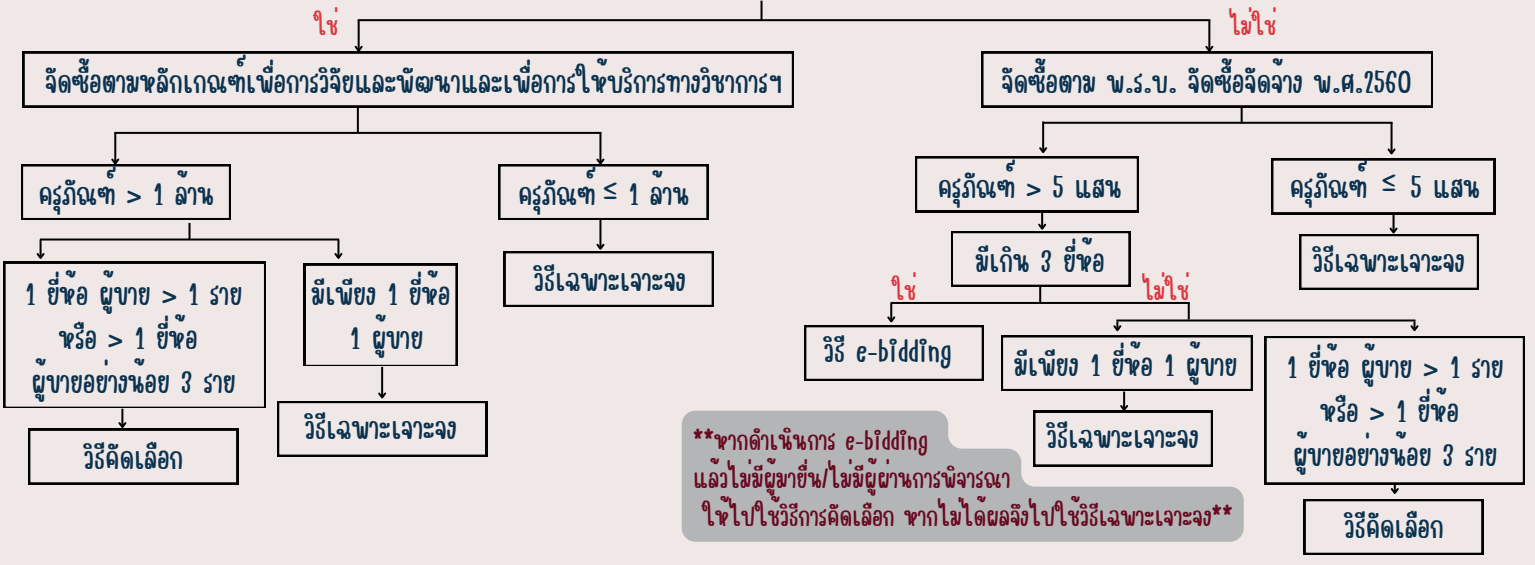 ใช่
ไม่ใช่
จัดซื้อตามหลักเกณฑ์เพื่อการวิจัยและพัฒนาและเพื่อการให้บริการทางวิชาการฯ
จัดซื้อตาม พ.ร.บ. จัดซื้อจัดจ้าง พ.ศ.2560
ครุภัณฑ์ > 1 ล้าน
ครุภัณฑ์ ≤ 1 ล้าน
ครุภัณฑ์ > 5 แสน
ครุภัณฑ์ ≤ 5 แสน
1 ยี่ห้อ ผู้ขาย > 1 ราย
หรือ > 1 ยี่ห้อ
ผู้ขายอย่างน้อย 3 ราย
มีเพียง 1 ยี่ห้อ
1 ผู้ขาย
วิธีเฉพาะเจาะจง
มีเกิน 3 ยี่ห้อ
วิธีเฉพาะเจาะจง
ใช่
ไม่ใช่
วิธี e-bidding
มีเพียง 1 ยี่ห้อ 1 ผู้ขาย
1 ยี่ห้อ ผู้ขาย > 1 ราย
หรือ > 1 ยี่ห้อ
ผู้ขายอย่างน้อย 3 ราย
วิธีคัดเลือก
วิธีเฉพาะเจาะจง
**หากดำเนินการ e-bidding
แล้วไม่มีผู้มายื่น/ไม่มีผู้ผ่านการพิจารณา
ให้ไปใช้วิธีการคัดเลือก หากไม่ได้ผลจึงไปใช้วิธีเฉพาะเจาะจง**
วิธีเฉพาะเจาะจง
วิธีคัดเลือก